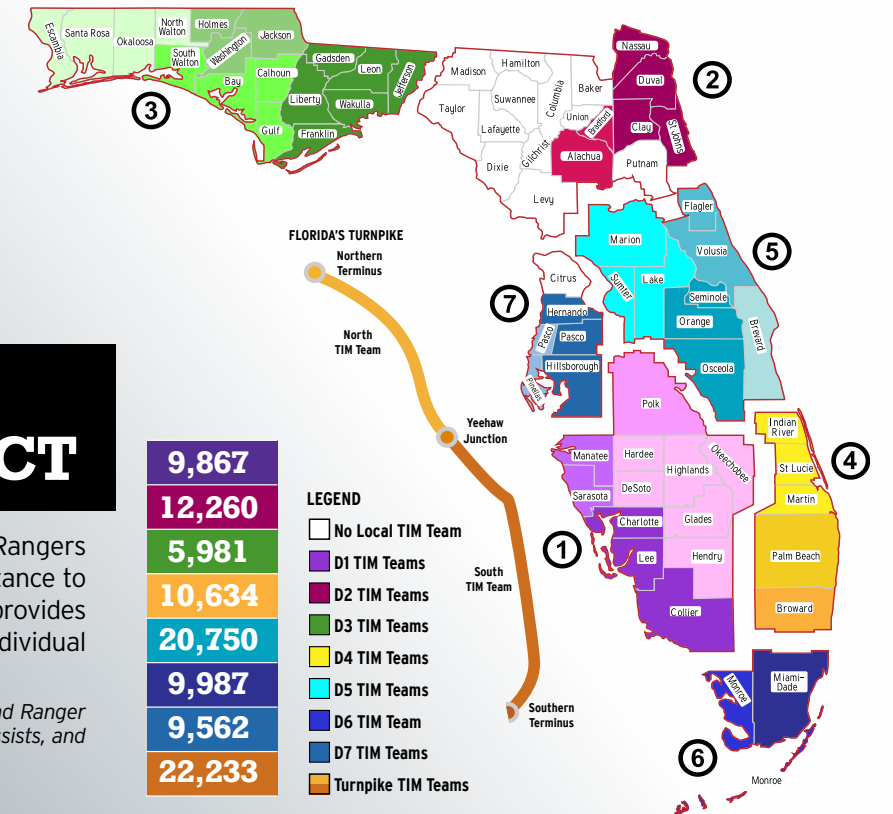 Escambia
Santa Rosa
Okaloosa
North
Walton
Holmes
South
Walton
Washington
Jackson
Bay
Calhoun
Gulf
Gadsden
Liberty
Leon
Jefferson
Wakulla
Franklin
3
Madison
Hamilton
Taylor
Suwannee
Columbia
Baker
Union
Bradford
Lafayette
Gilchrist
Alachua
Dixie
Levy
Putnam
Nassau
Duval
Clay
St Johns
2
Flagler
Volusia
Marion
Sumter
Lake
Seminole
Orange
Brevard
Osceola
5
Citrus
Hernando
Pasco
Pasco
Hillsborough
Pinellas
7
FLORIDA'S TURNPIKE
Northern
Terminus
North
TIM Team
Yeehaw
Junction
South
TIM Team
Southern
Terminus
Polk
Manatee
Hardee
Highlands
Okeechobee
Sarasota
DeSoto
Charlotte
Glades
Lee
Hendry
Collier
1
Indian
River
St Lucie
Martin
Palm Beach
Broward
4
Monroe
Miami-
Dade
6
Monroe
CT
Rangers
tance to
provides
dividual
nd Ranger
sists, and
9,867
12,260
5,981
10,634
20,750
9,987
9,562
22,233
LEGEND
No Local TIM Team
D1 TIM Teams
D2 TIM Teams
D3 TIM Teams
D4 TIM Teams
D5 TIM Teams
D6 TIM Team
D7 TIM Teams
Turnpike TIM Teams